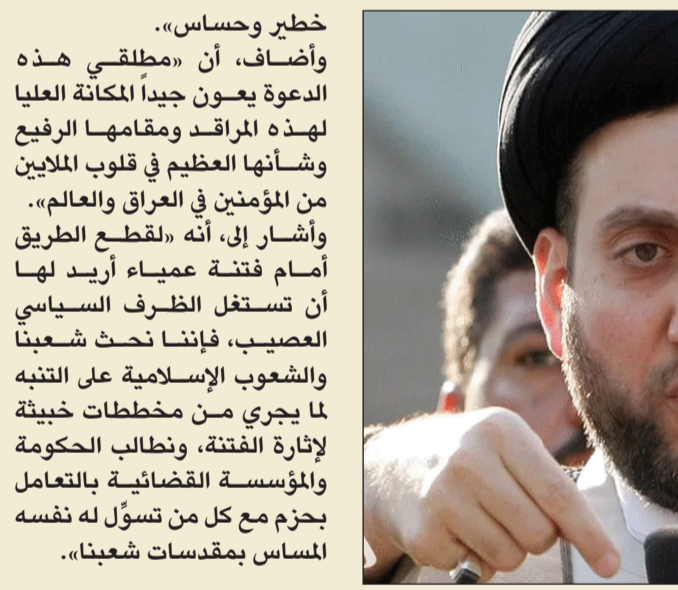 خطير وحساس».
وأضاف، أن «مطلقي هذه
الدعوة يعون جيداً المكانة العليا
لهذه المراقد ومقامها الرفيع
وشأنها العظيم في قلوب الملايين
من المؤمنين في العراق والعالم».
وأشار إلى، أنه «لقطع الطريق
أمام فتنة عمياء أريد لها
أن تستغل الظرف السياسي
العصيب، فإننا نحث شعبنا
والشعوب الإسلامية على التنبه
لما يجري من مخططات خبيثة
لإثارة الفتنة، ونطالب الحكومة
والمؤسسة القضائية بالتعامل
بحزم مع كل من تسوِّل له نفسه
المساس بمقدسات شعبنا».